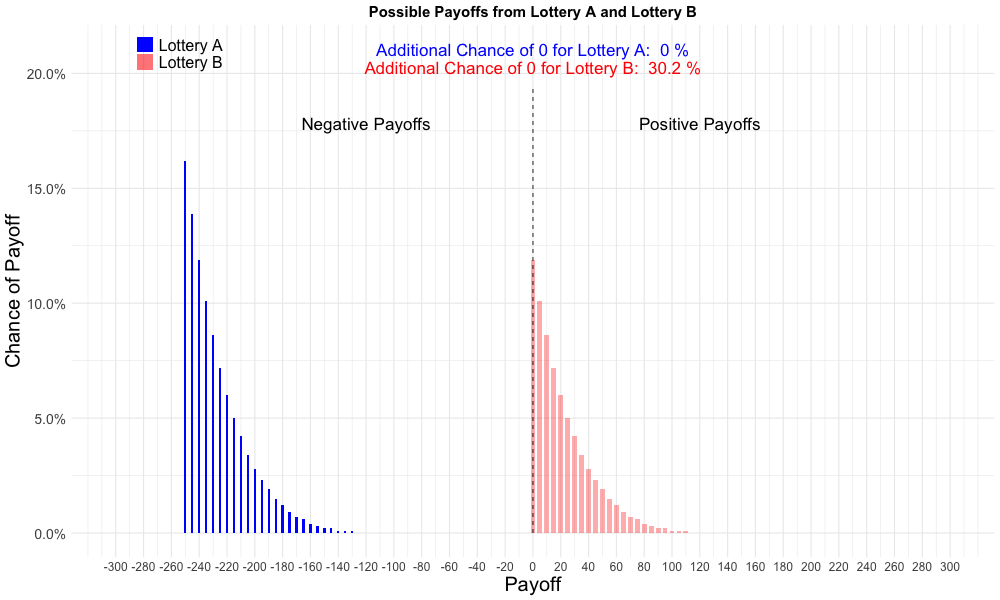 Possible Payoffs from Lottery A and Lottery B
Lottery A
Lottery B
Additional Chance of 0 for Lottery A:  0 %
Additional Chance of 0 for Lottery B:  30.2 %
Negative Payoffs
Positive Payoffs
Chance of Payoff
20.0%
15.0%
10.0%
5.0%
0.0%
-300 -280 -260 -240 -220 -200 -180 -160 -140 -120 -100 -80 -60 -40 -20 0 20 40 60 80 100 120 140 160 180 200 220 240 260 280 300
Payoff